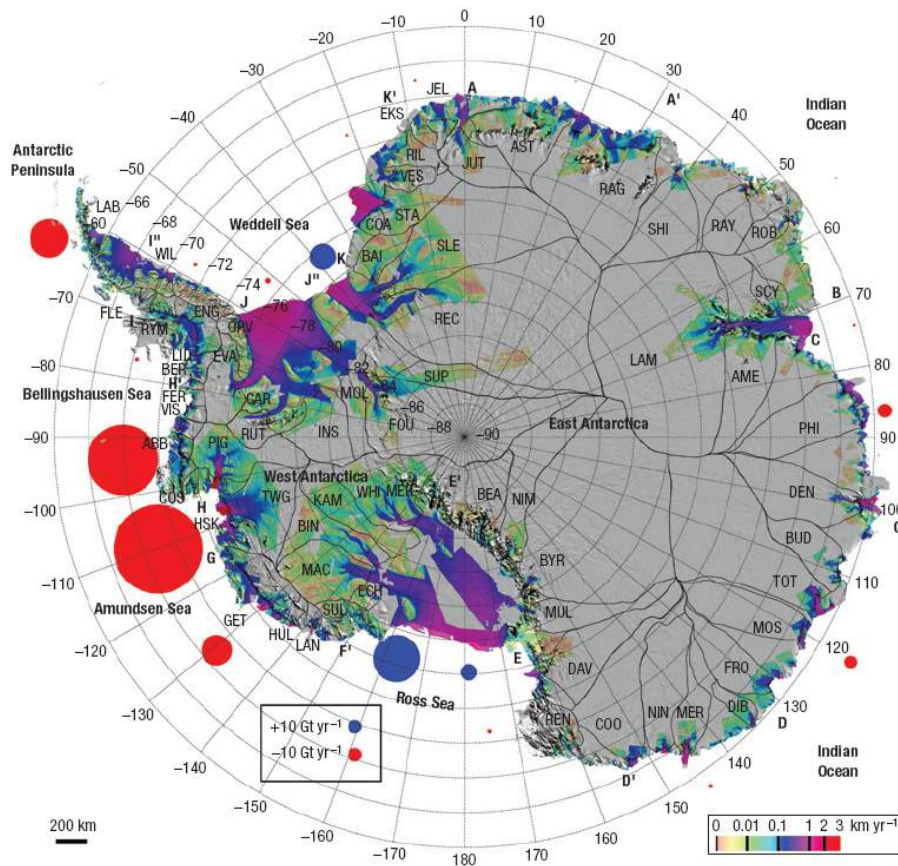 0
10
20
30
40
50
60
70
80
90
100
110
120
130
140
150
160
170
180
−170
−160
−150
−140
−130
−120
−110
−100
−90
−80
−70
−60
−50
−40
−30
−20
−10
−66
−68
−70
−72
−74
−76
−78
−80
−82
−84
−86
−88
−90
Indian
Ocean
Antarctic
Peninsula
Weddell Sea
Bellingshausen Sea
Amundsen Sea
Ross Sea
Indian
Ocean
East Antarctica
West Antarctica
A
A'
B
C
D
D'
E
E'
F'
G
H
H'
I"
J
J"
K
K'
JEL
EKS
RIL
VES
JUT
AST
RAG
SHI
RAY
ROB
SCY
STA
COA
BAI
SLE
REC
SUP
LAM
AME
PHI
DEN
BUD
TOT
MOS
FRO
DIB
MER
NIN
COO
REN
DAV
MUL
BYR
NIM
BEA
LAB
WIL
FLE
RYM
ENG
ORV
EVA
LID
BER
FER
VIS
ABB
COS
CAR
RUT
INS
MOL
FOU
PIG
TWG
HSK
KAM
WHI
MER
BIN
MAC
ECH
SUL
GET
HUL
LAN
+10 Gt yr⁻¹
−10 Gt yr⁻¹
200 km
0 0.01 0.1 1 2 3 km yr⁻¹